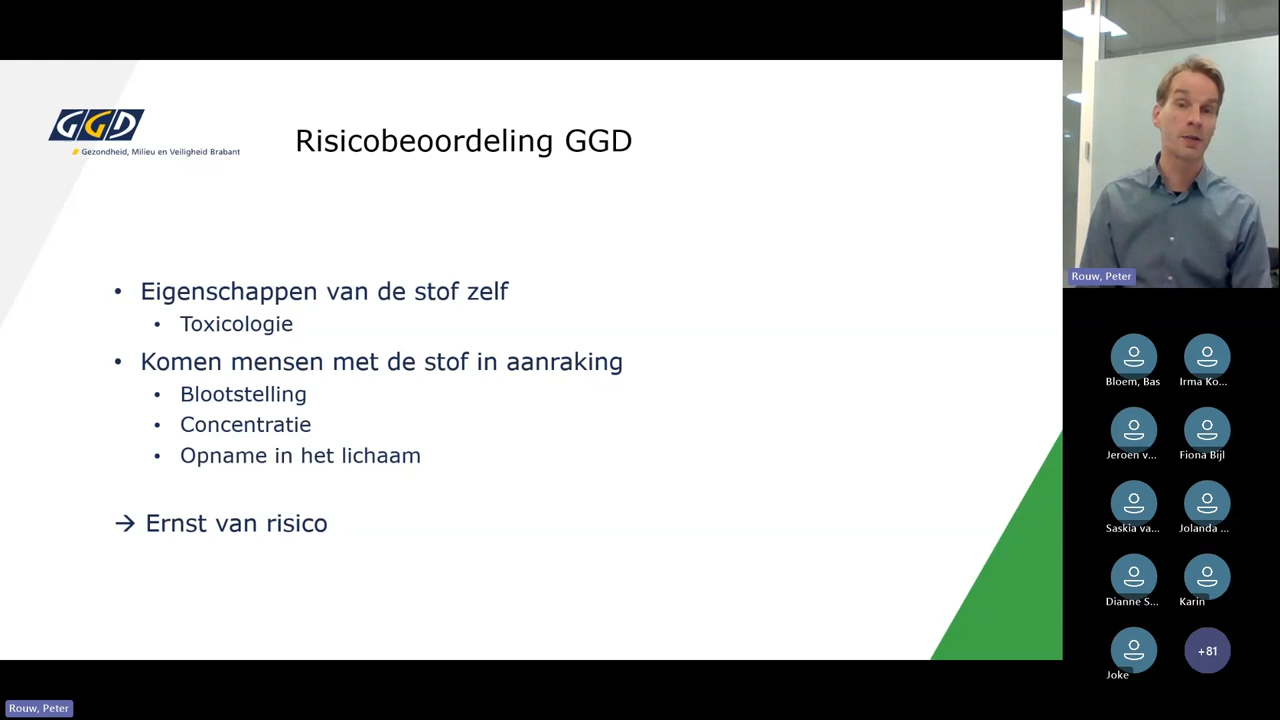 GGD
Gezondheid, Milieu en Veiligheid Brabant
Risicobeoordeling GGD
• Eigenschappen van de stof zelf
• Toxicologie
• Komen mensen met de stof in aanraking
• Blootstelling
• Concentratie
• Opname in het lichaam
→ Ernst van risico
Rouw, Peter
Bloem, Bas
Irma Ko...
Jeroen v...
Fiona Bijl
Saskia va...
Jolanda ...
Dianne S...
Karin
Joke
+81
Rouw, Peter